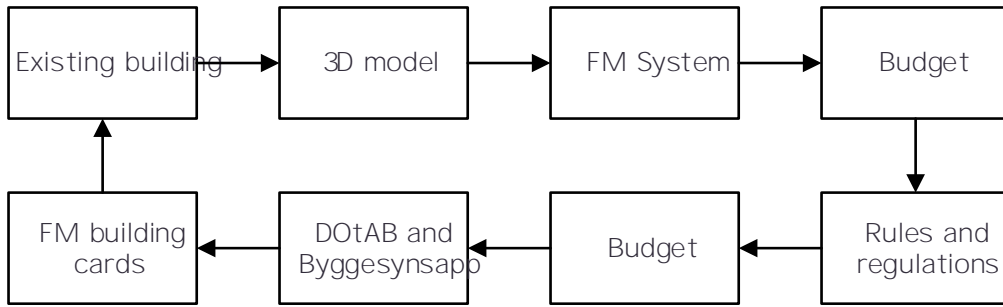 Existing building
3D model
FM System
Budget
FM building
cards
DOtAB and
Byggesynsapp
Budget
Rules and
regulations